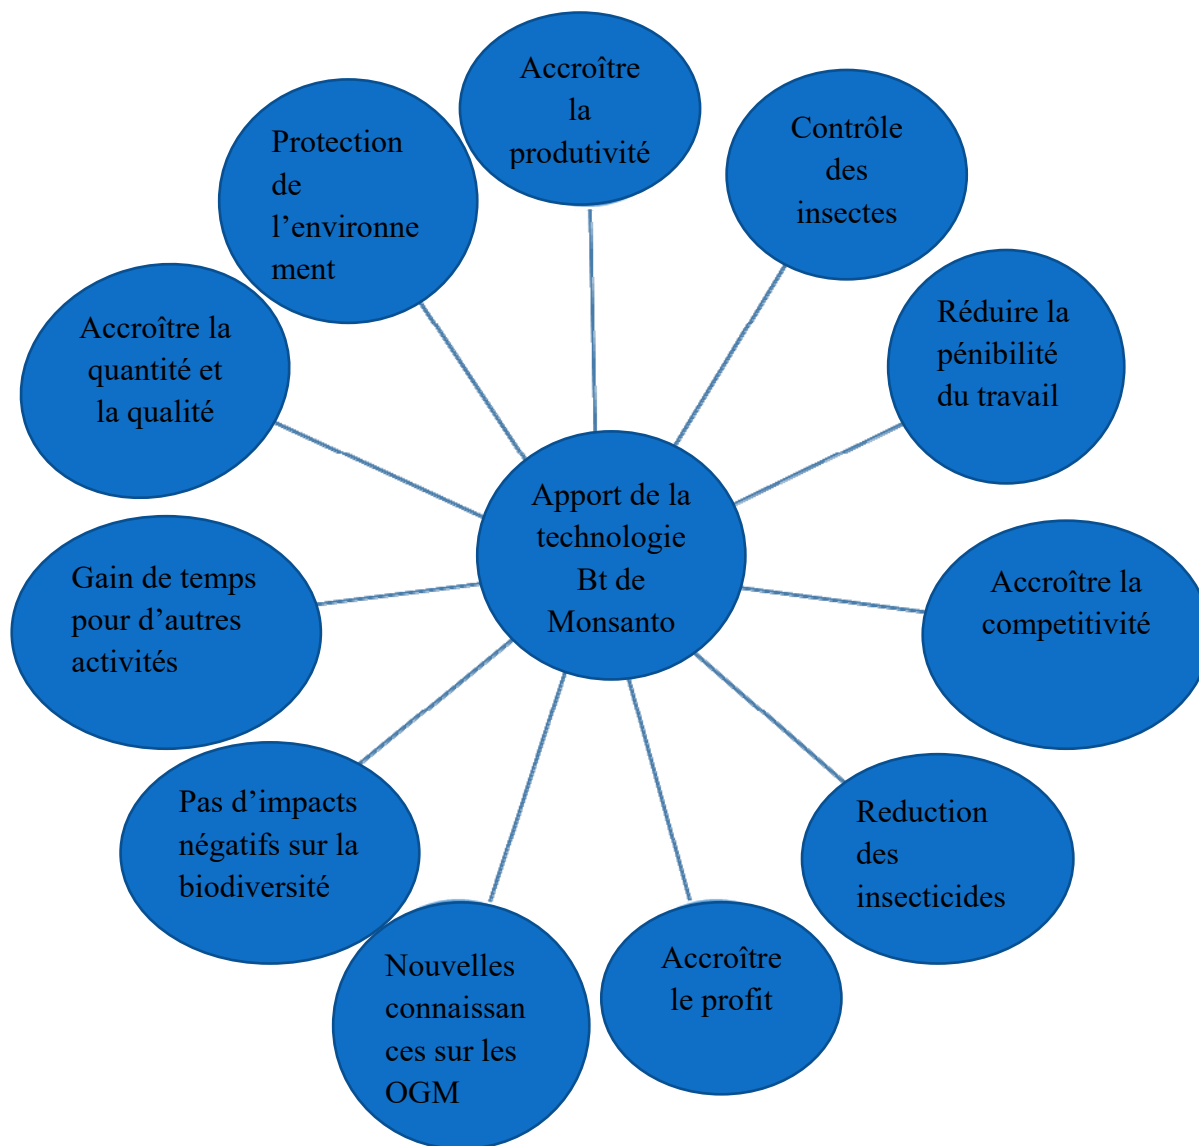 Accroître
la
produtivité
Contrôle
des
insectes
Réduire la
pénibilité
du travail
Accroître la
competitivité
Reduction
des
insecticides
Accroître
le profit
Nouvelles
connaissan
ces sur les
OGM
Pas d’impacts
négatifs sur la
biodiversité
Gain de temps
pour d’autres
activités
Accroître la
quantité et
la qualité
Protection
de
l’environne
ment
Apport de la
technologie
Bt de
Monsanto